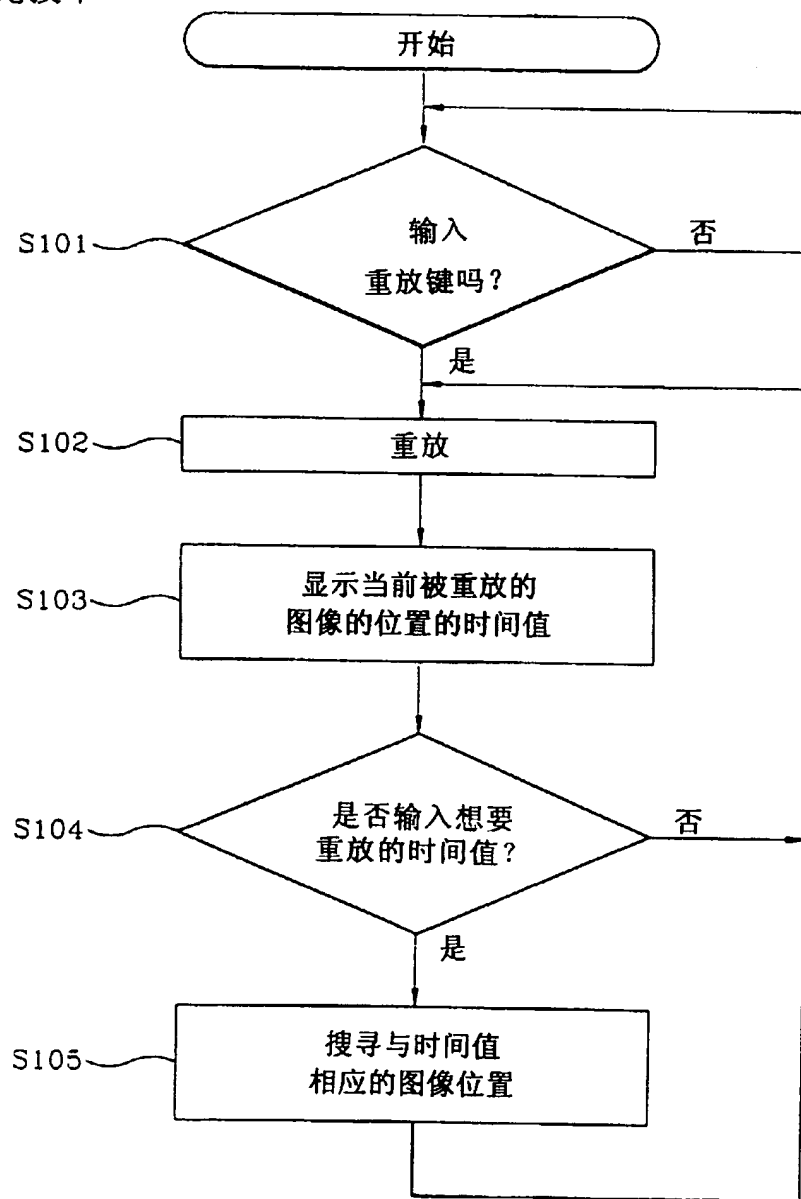 开始
S101
输入
重放键吗?
否
是
S102
重放
S103
显示当前被重放的
图像的位置的时间值
S104
是否输入想要
重放的时间值?
否
是
S105
搜寻与时间值
相应的图像位置